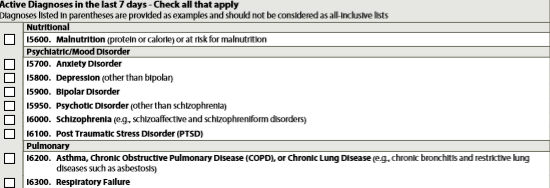 Active Diagnoses in the last 7 days - Check all that apply
Diagnoses listed in parentheses are provided as examples and should not be considered as all-inclusive lists
Nutritional
I5600. Malnutrition (protein or calorie) or at risk for malnutrition
Psychiatric/Mood Disorder
I5700. Anxiety Disorder
I5800. Depression (other than bipolar)
I5900. Bipolar Disorder
I5950. Psychotic Disorder (other than schizophrenia)
I6000. Schizophrenia (e.g., schizoaffective and schizophreniform disorders)
I6100. Post Traumatic Stress Disorder (PTSD)
Pulmonary
I6200. Asthma, Chronic Obstructive Pulmonary Disease (COPD), or Chronic Lung Disease (e.g., chronic bronchitis and restrictive lung
diseases such as asbestosis)
I6300. Respiratory Failure